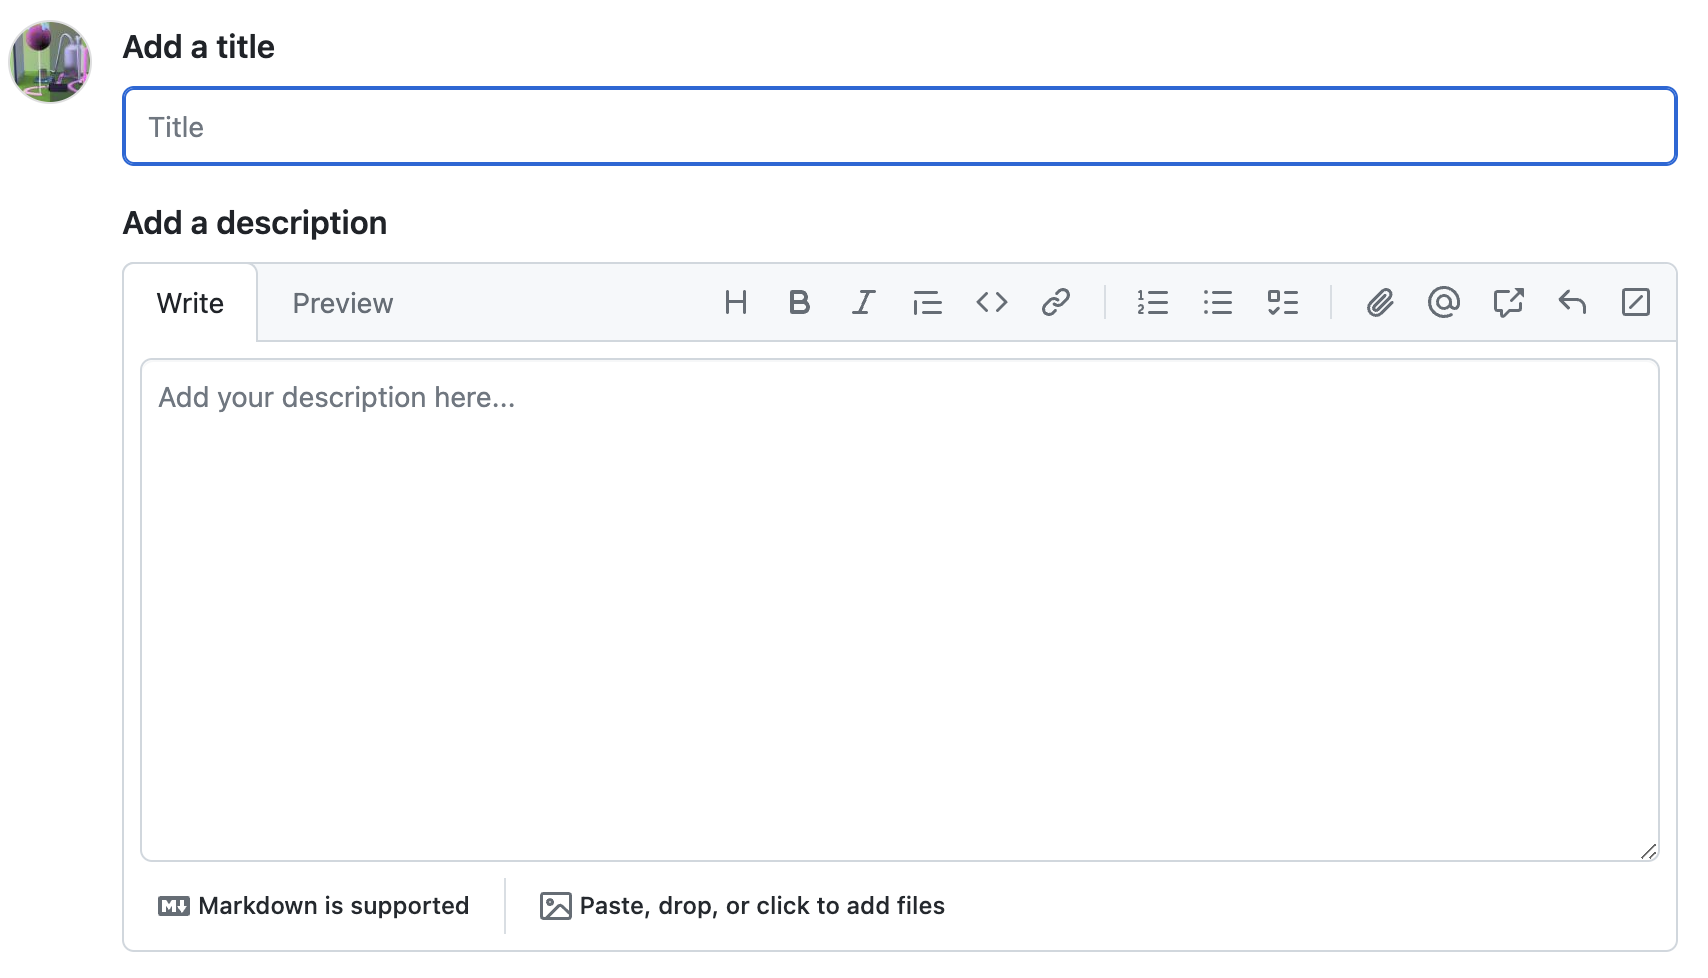 Add a title
Title
Add a description
Write Preview
Add your description here...
Markdown is supported Paste, drop, or click to add files